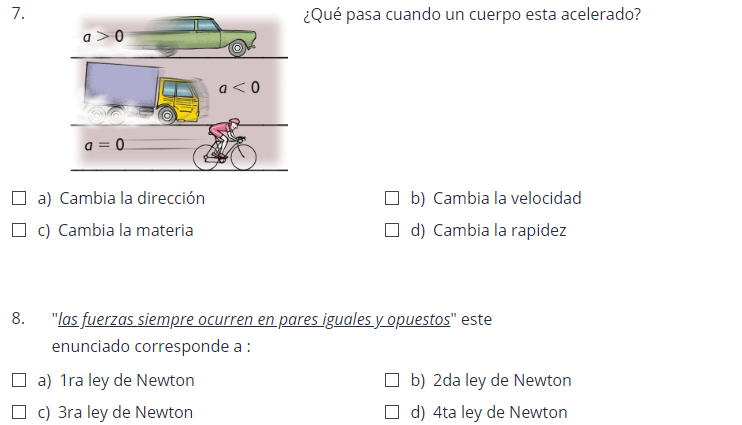 7.
¿Qué pasa cuando un cuerpo esta acelerado?
a > 0
a < 0
a = 0
a) Cambia la dirección
b) Cambia la velocidad
c) Cambia la materia
d) Cambia la rapidez
8. "las fuerzas siempre ocurren en pares iguales y opuestos" este
enunciado corresponde a :
a) 1ra ley de Newton
b) 2da ley de Newton
c) 3ra ley de Newton
d) 4ta ley de Newton